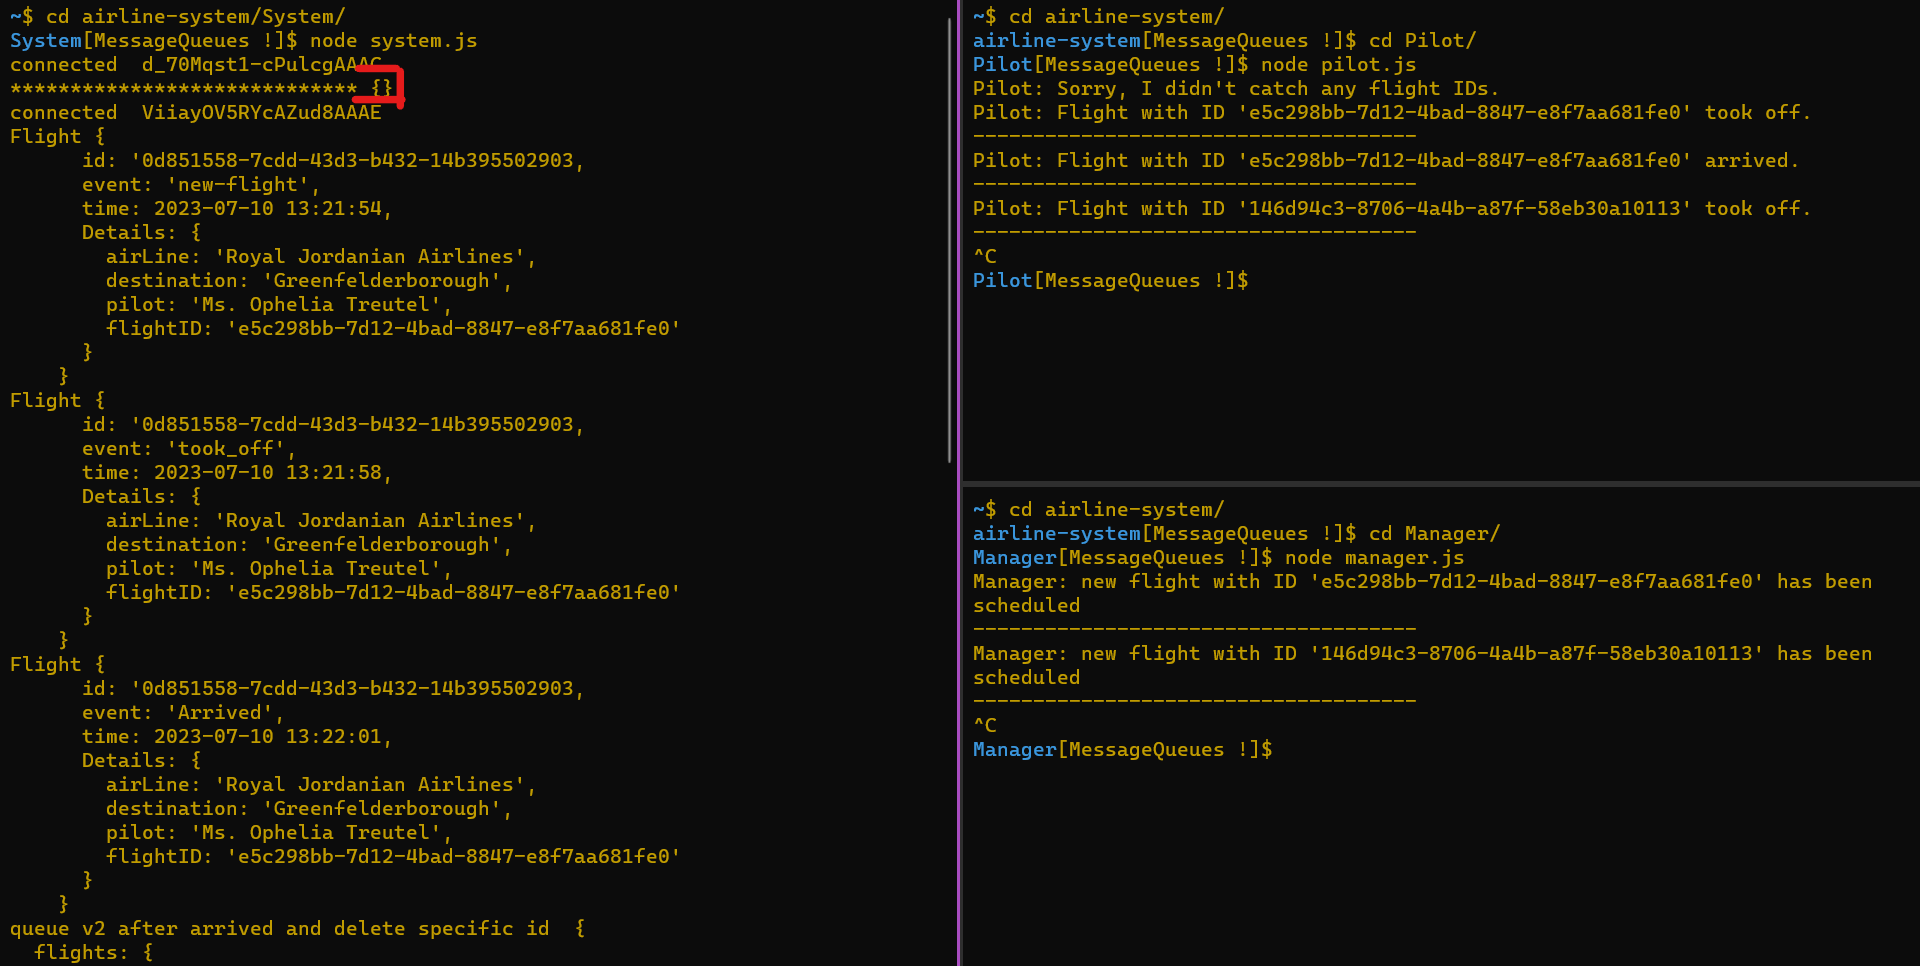 ~$ cd airline-system/System/
System[MessageQueues !]$ node system.js
connected  d_70Mqst1-cPulcgAAAC
***************************** {}
connected  ViiayOV5RYcAZud8AAAE
Flight {
      id: '0d851558-7cdd-43d3-b432-14b395502903,
      event: 'new-flight',
      time: 2023-07-10 13:21:54,
      Details: {
        airLine: 'Royal Jordanian Airlines',
        destination: 'Greenfelderborough',
        pilot: 'Ms. Ophelia Treutel',
        flightID: 'e5c298bb-7d12-4bad-8847-e8f7aa681fe0'
      }
    }
Flight {
      id: '0d851558-7cdd-43d3-b432-14b395502903,
      event: 'took_off',
      time: 2023-07-10 13:21:58,
      Details: {
        airLine: 'Royal Jordanian Airlines',
        destination: 'Greenfelderborough',
        pilot: 'Ms. Ophelia Treutel',
        flightID: 'e5c298bb-7d12-4bad-8847-e8f7aa681fe0'
      }
    }
Flight {
      id: '0d851558-7cdd-43d3-b432-14b395502903,
      event: 'Arrived',
      time: 2023-07-10 13:22:01,
      Details: {
        airLine: 'Royal Jordanian Airlines',
        destination: 'Greenfelderborough',
        pilot: 'Ms. Ophelia Treutel',
        flightID: 'e5c298bb-7d12-4bad-8847-e8f7aa681fe0'
      }
    }
queue v2 after arrived and delete specific id  {
  flights: {
~$ cd airline-system/
airline-system[MessageQueues !]$ cd Pilot/
Pilot[MessageQueues !]$ node pilot.js
Pilot: Sorry, I didn't catch any flight IDs.
Pilot: Flight with ID 'e5c298bb-7d12-4bad-8847-e8f7aa681fe0' took off.
-------------------------------------
Pilot: Flight with ID 'e5c298bb-7d12-4bad-8847-e8f7aa681fe0' arrived.
-------------------------------------
Pilot: Flight with ID '146d94c3-8706-4a4b-a87f-58eb30a10113' took off.
-------------------------------------
^C
Pilot[MessageQueues !]$
~$ cd airline-system/
airline-system[MessageQueues !]$ cd Manager/
Manager[MessageQueues !]$ node manager.js
Manager: new flight with ID 'e5c298bb-7d12-4bad-8847-e8f7aa681fe0' has been
scheduled
-------------------------------------
Manager: new flight with ID '146d94c3-8706-4a4b-a87f-58eb30a10113' has been
scheduled
-------------------------------------
^C
Manager[MessageQueues !]$